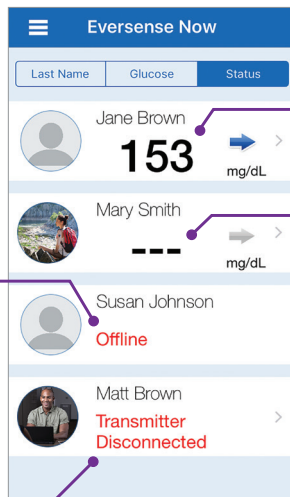 Eversense Now
Last Name Glucose Status
Jane Brown
153
mg/dL
Mary Smith
---
mg/dL
Susan Johnson
Offline
Matt Brown
Transmitter
Disconnected